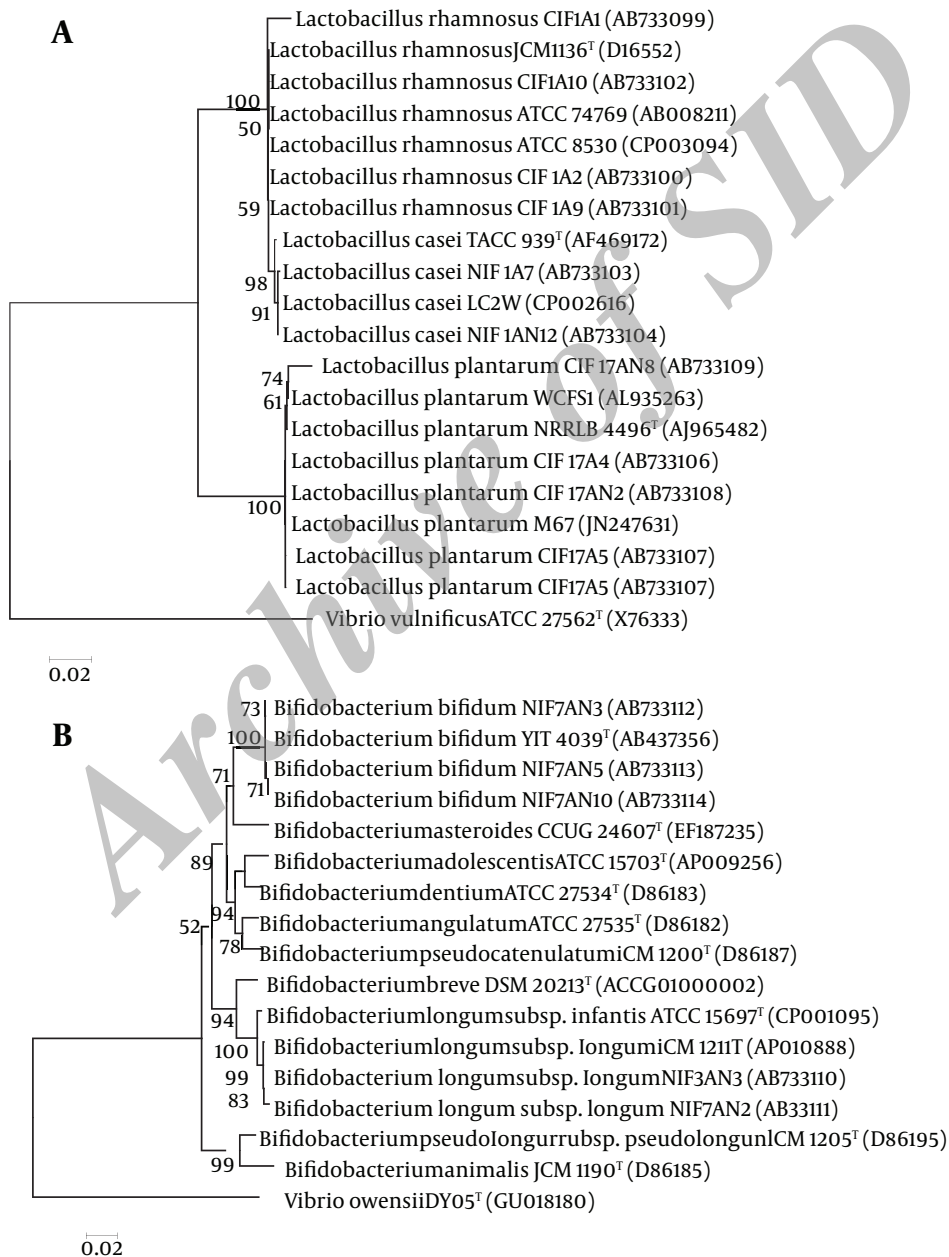 A
Lactobacillus rhamnosus CIF1A1 (AB733099)
Lactobacillus rhamnosusJCM1136ᵀ (D16552)
Lactobacillus rhamnosus CIF1A10 (AB733102)
100
Lactobacillus rhamnosus ATCC 74769 (AB008211)
50
Lactobacillus rhamnosus ATCC 8530 (CP003094)
Lactobacillus rhamnosus CIF 1A2 (AB733100)
59
Lactobacillus rhamnosus CIF 1A9 (AB733101)
Lactobacillus casei TACC 939ᵀ (AF469172)
Lactobacillus casei NIF 1A7 (AB733103)
98
Lactobacillus casei LC2W (CP002616)
91
Lactobacillus casei NIF 1AN12 (AB733104)
Lactobacillus plantarum CIF 17AN8 (AB733109)
74
Lactobacillus plantarum WCFS1 (AL935263)
61
Lactobacillus plantarum NRRLB 4496ᵀ (AJ965482)
Lactobacillus plantarum CIF 17A4 (AB733106)
Lactobacillus plantarum CIF 17AN2 (AB733108)
100
Lactobacillus plantarum M67 (JN247631)
Lactobacillus plantarum CIF17A5 (AB733107)
Lactobacillus plantarum CIF17A5 (AB733107)
Vibrio vulnificusATCC 27562ᵀ (X76333)
0.02
B
73
Bifidobacterium bifidum NIF7AN3 (AB733112)
100
Bifidobacterium bifidum YIT 4039ᵀ (AB437356)
71
Bifidobacterium bifidum NIF7AN5 (AB733113)
71
Bifidobacterium bifidum NIF7AN10 (AB733114)
Bifidobacteriumasteroides CCUG 24607ᵀ (EF187235)
89
BifidobacteriumadolescentisATCC 15703ᵀ (AP009256)
BifidobacteriumdentiumATCC 27534ᵀ (D86183)
94
52
BifidobacteriumangulatumATCC 27535ᵀ (D86182)
78
BifidobacteriumpseudocatenulatumiCM 1200ᵀ (D86187)
Bifidobacteriumbreve DSM 20213ᵀ (ACCG01000002)
94
Bifidobacteriumlongumsubsp. infantis ATCC 15697ᵀ (CP001095)
100
Bifidobacteriumlongumsubsp. IongumiCM 1211T (AP010888)
99
Bifidobacterium longumsubsp. IongumNIF3AN3 (AB733110)
83
Bifidobacterium longum subsp. longum NIF7AN2 (AB33111)
BifidobacteriumpseudoIongurrubsp. pseudolongunlCM 1205ᵀ (D86195)
99
Bifidobacteriumanimalis JCM 1190ᵀ (D86185)
Vibrio owensiiDY05ᵀ (GU018180)
0.02
Archive of SID